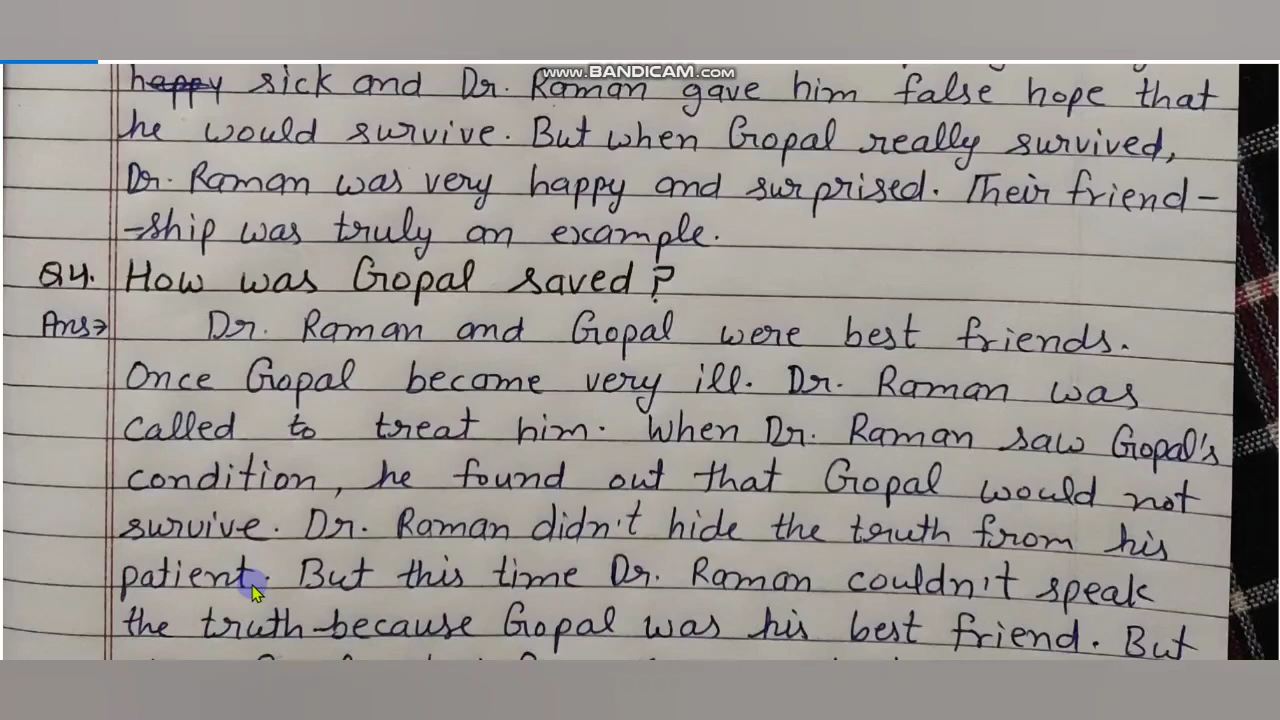 www.BANDICAM.com
happy sick and Dr. Raman gave him false hope that
he would survive. But when Gopal really survived,
Dr. Raman was very happy and surprised. Their friend-
-ship was truly an example.
Q4. How was Gopal saved?
Ans→ Dr. Raman and Gopal were best friends.
Once Gopal become very ill. Dr. Raman was
called to treat him. When Dr. Raman saw Gopal's
condition, he found out that Gopal would not
survive. Dr. Raman didn't hide the truth from his
patient. But this time Dr. Raman couldn't speak
the truth because Gopal was his best friend. But